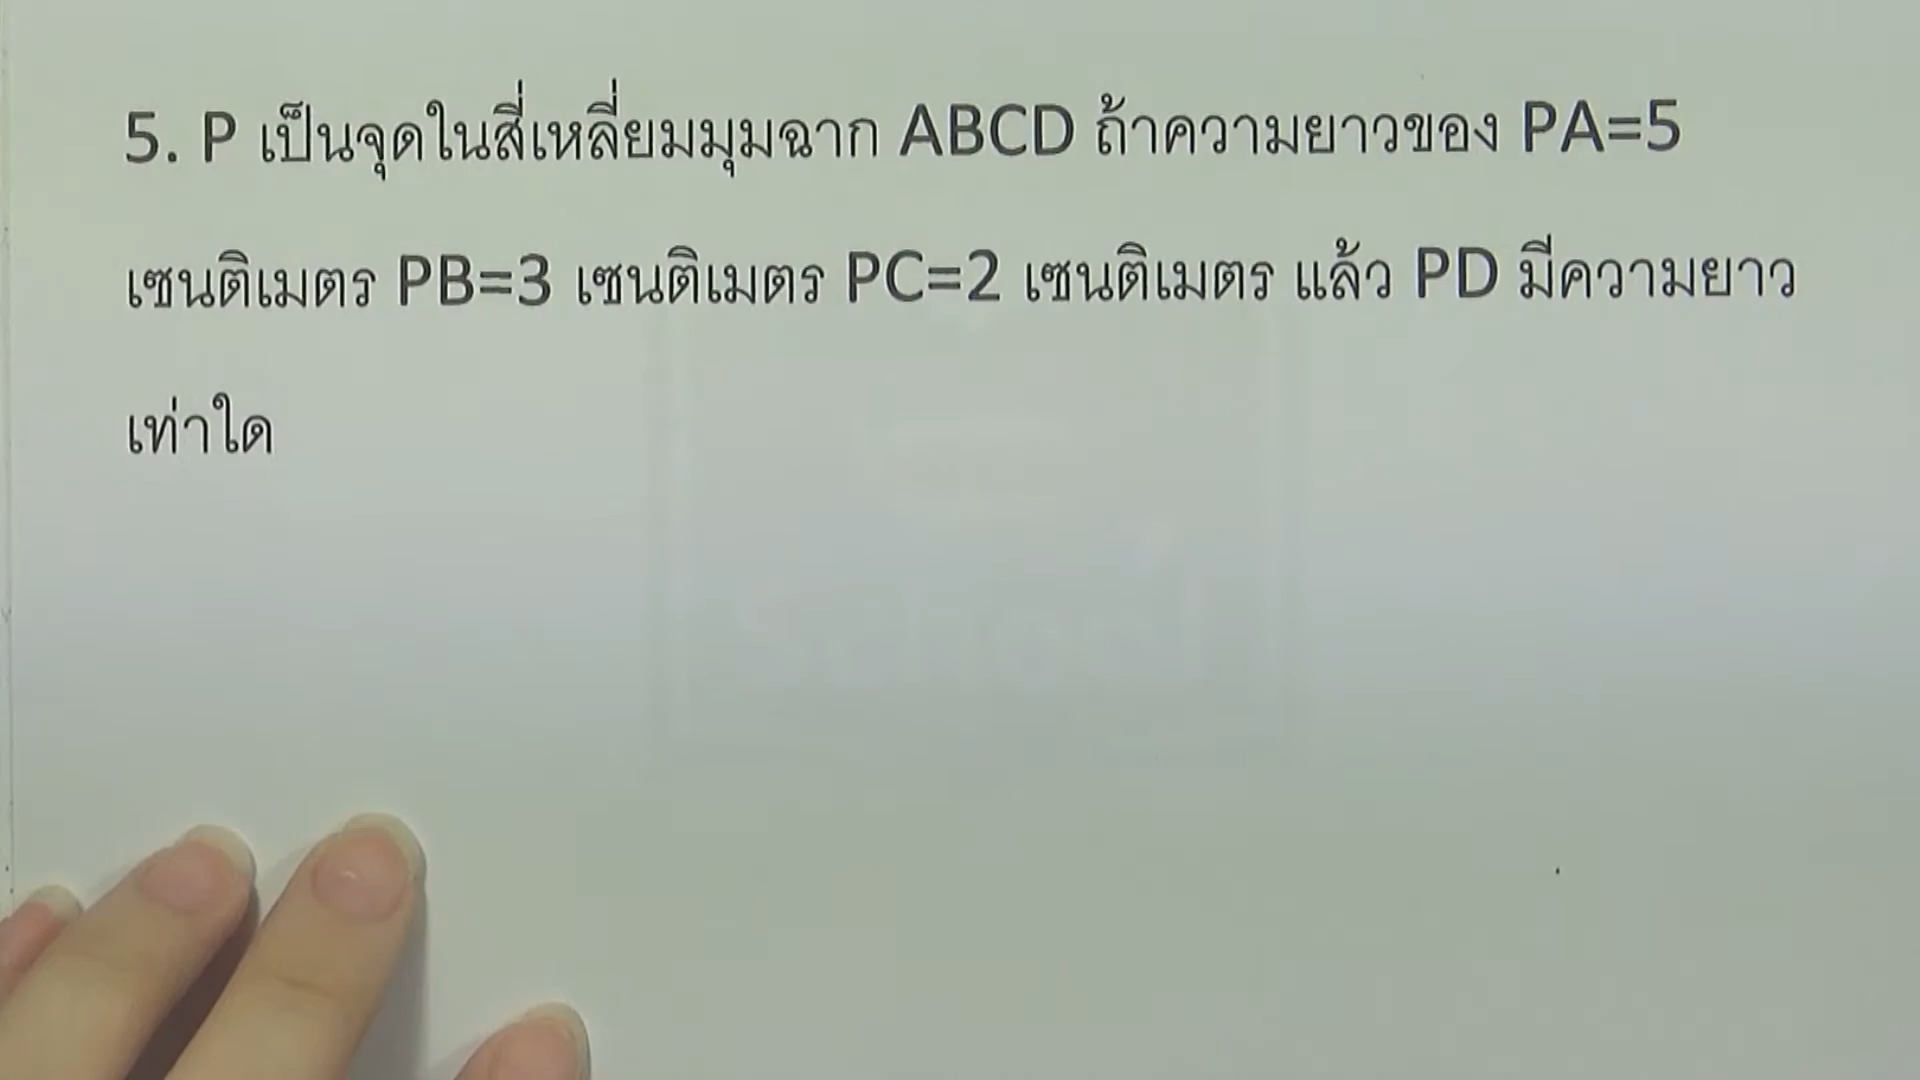 5. P เป็นจุดในสี่เหลี่ยมมุมฉาก ABCD ถ้าความยาวของ PA=5
เซนติเมตร PB=3 เซนติเมตร PC=2 เซนติเมตร แล้ว PD มีความยาว
เท่าใด